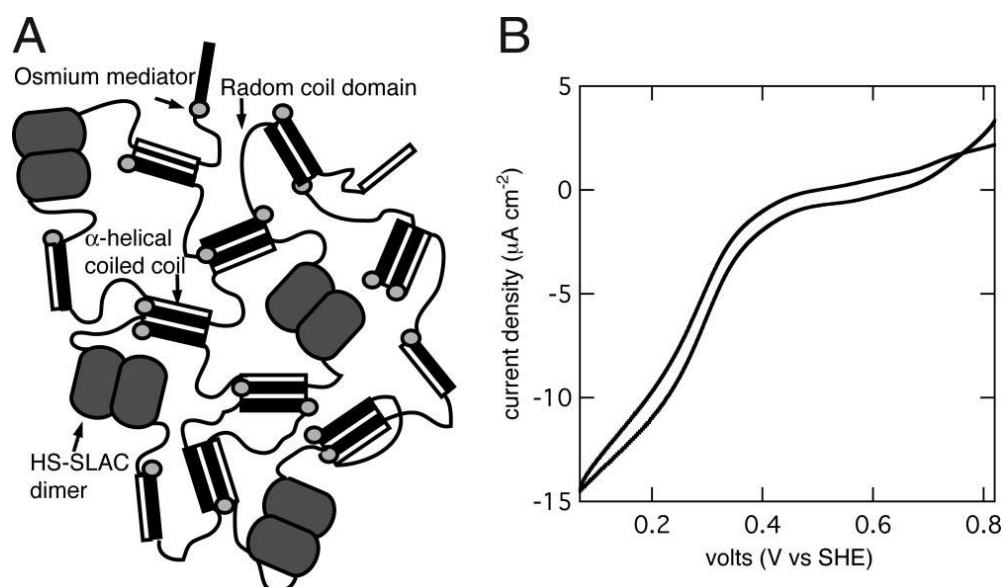 A
Osmium mediator
Radom coil domain
α-helical
coiled coil
HS-SLAC
dimer
B
5
0
-5
-10
-15
current density (μA cm⁻²)
0.2
0.4
0.6
0.8
volts (V vs SHE)